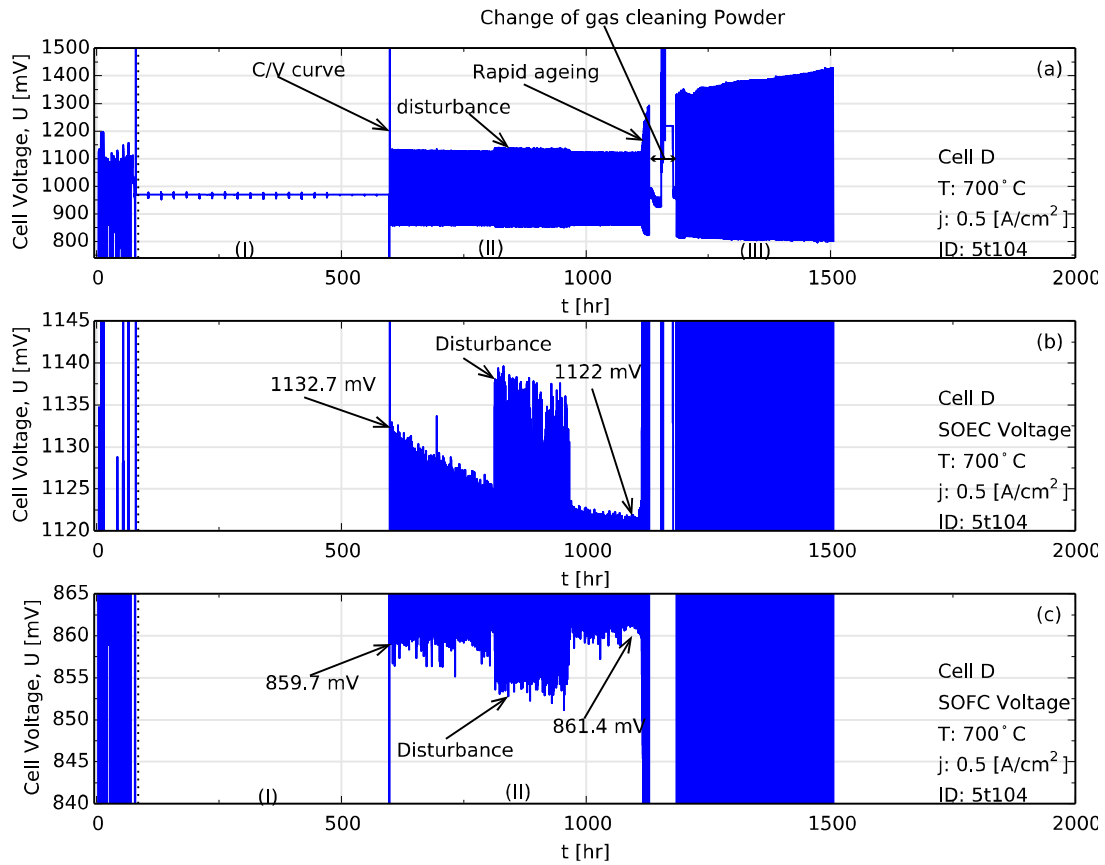 Change of gas cleaning Powder
1500
1400
1300
1200
1100
1000
900
800
Cell Voltage, U [mV]
C/V curve
disturbance
Rapid ageing
(a)
Cell D
T: 700°C
j: 0.5 [A/cm²]
ID: 5t104
(I)
(II)
(III)
0
500
1000
1500
2000
t [hr]
1145
1140
1135
1130
1125
1120
Cell Voltage, U [mV]
Disturbance
1132.7 mV
1122 mV
(b)
Cell D
SOEC Voltage
T: 700°C
j: 0.5 [A/cm²]
ID: 5t104
0
500
1000
1500
2000
t [hr]
865
860
855
850
845
840
Cell Voltage, U [mV]
859.7 mV
Disturbance
861.4 mV
(c)
Cell D
SOFC Voltage
T: 700°C
j: 0.5 [A/cm²]
ID: 5t104
(I)
(II)
0
500
1000
1500
2000
t [hr]